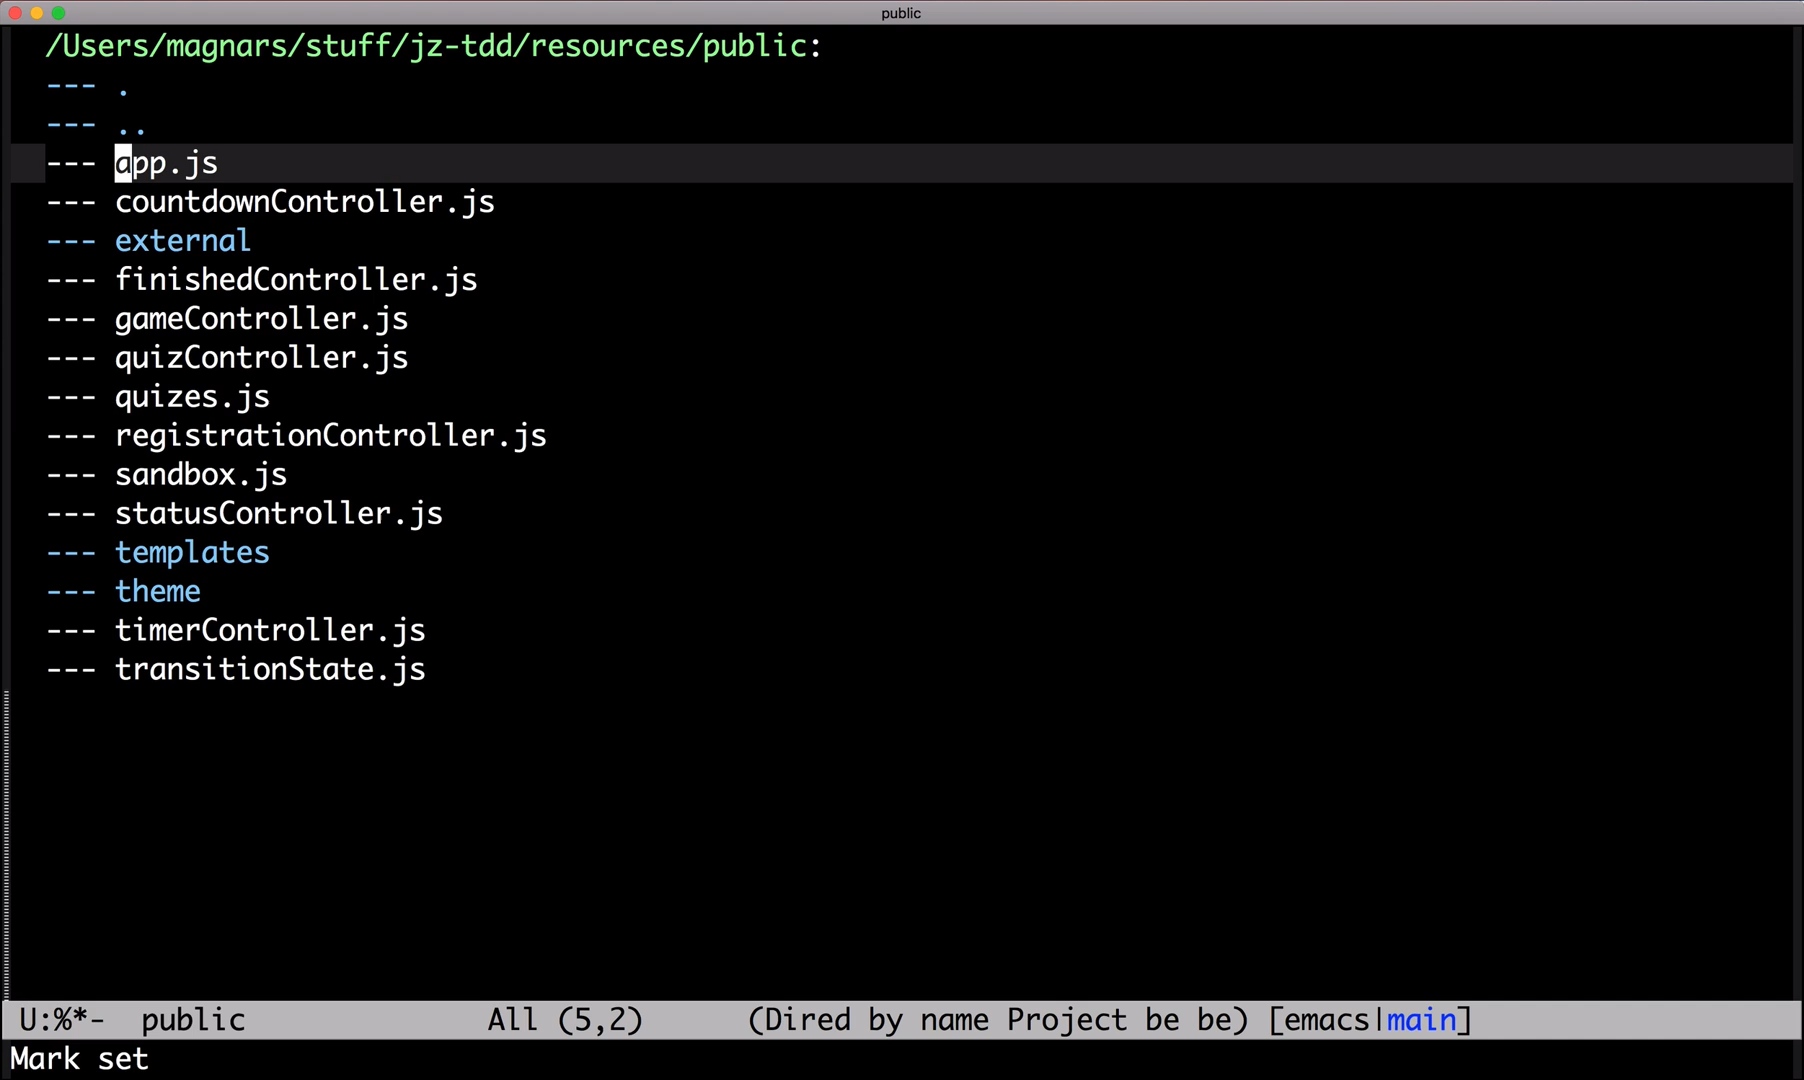 public
/Users/magnars/stuff/jz-tdd/resources/public:
--- .
--- ..
--- app.js
--- countdownController.js
--- external
--- finishedController.js
--- gameController.js
--- quizController.js
--- quizes.js
--- registrationController.js
--- sandbox.js
--- statusController.js
--- templates
--- theme
--- timerController.js
--- transitionState.js
U:%*-  public              All (5,2)      (Dired by name Project be be) [emacs|main]
Mark set